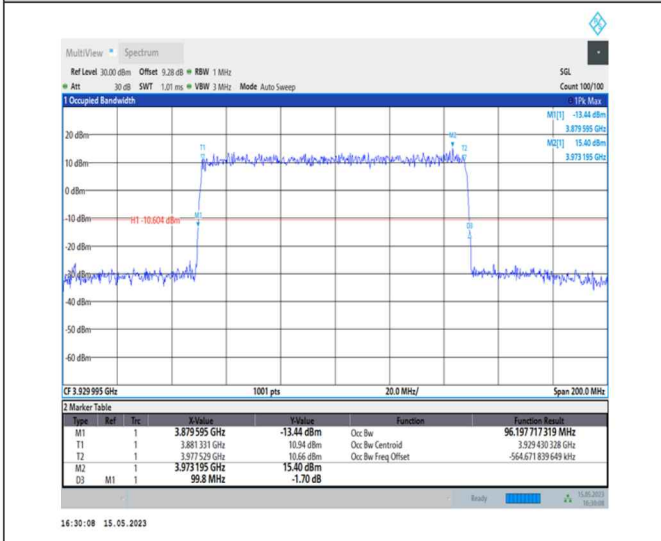 MultiView Spectrum
Ref Level 30.00 dBm Offset 9.28 dB RBW 1 MHz SGL
Att 30 dB SWT 1.01 ms VBW 3 MHz Mode Auto Sweep Count 100/100
1 Occupied Bandwidth 1Pk Max
M1[1] -13.44 dBm
3.879 595 GHz
M2[1] 15.40 dBm
3.973 195 GHz
20 dBm
M2
T1
T2
10 dBm
0 dBm
-10 dBm
H1 -10.604 dBm
M1
D3
-20 dBm
-30 dBm
-40 dBm
-50 dBm
-60 dBm
CF 3.929 995 GHz 1001 pts 20.0 MHz/ Span 200.0 MHz
2 Marker Table
Type Ref Trc X-Value Y-Value Function Function Result
M1 1 3.879 595 GHz -13.44 dBm Occ Bw 96.197 717 319 MHz
T1 1 3.881 331 GHz 10.94 dBm Occ Bw Centroid 3.929 430 328 GHz
T2 1 3.977 529 GHz 10.66 dBm Occ Bw Freq Offset -564.671 839 649 kHz
M2 1 3.973 195 GHz 15.40 dBm
D3 M1 1 99.8 MHz -1.70 dB
Ready 15.05.2023
16:30:08
16:30:08 15.05.2023